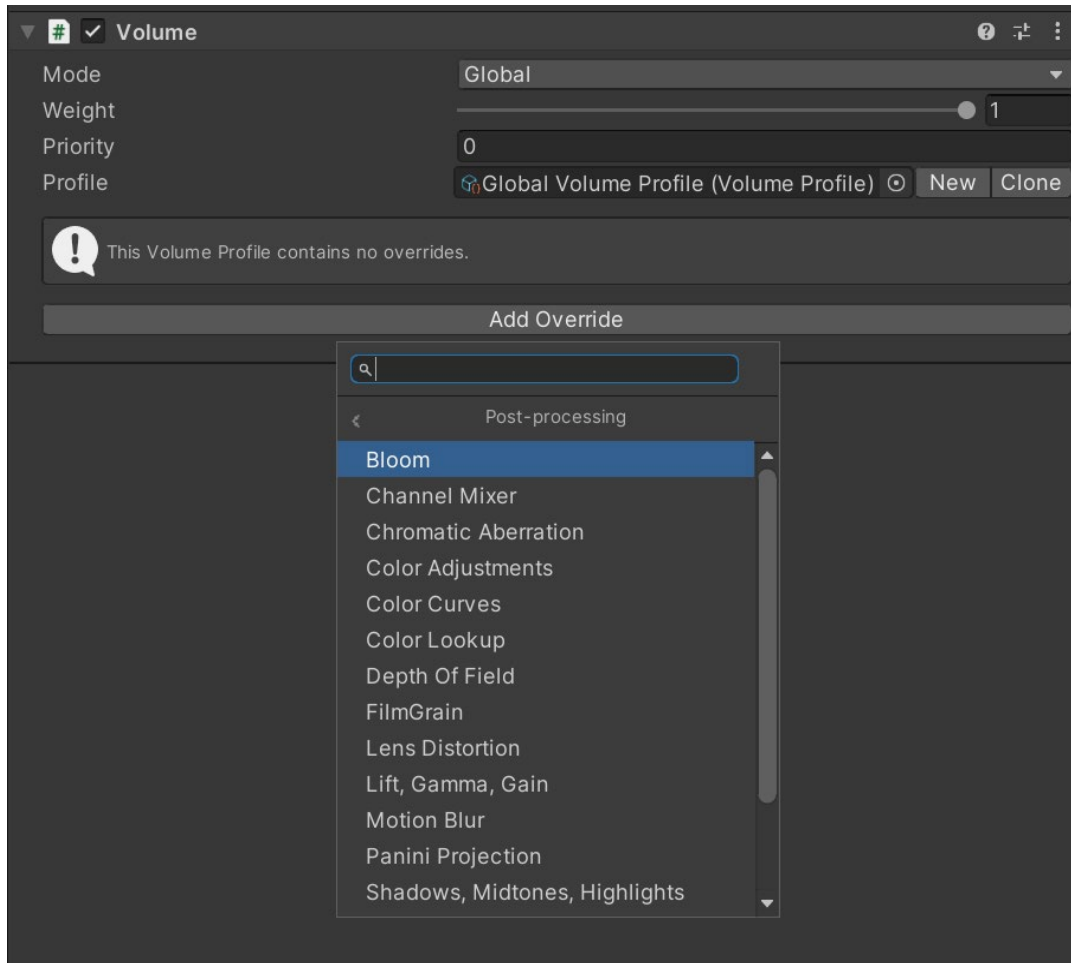 # Volume
Mode Global
Weight 1
Priority 0
Profile Global Volume Profile (Volume Profile) New Clone
This Volume Profile contains no overrides.
Add Override
Post-processing
Bloom
Channel Mixer
Chromatic Aberration
Color Adjustments
Color Curves
Color Lookup
Depth Of Field
FilmGrain
Lens Distortion
Lift, Gamma, Gain
Motion Blur
Panini Projection
Shadows, Midtones, Highlights